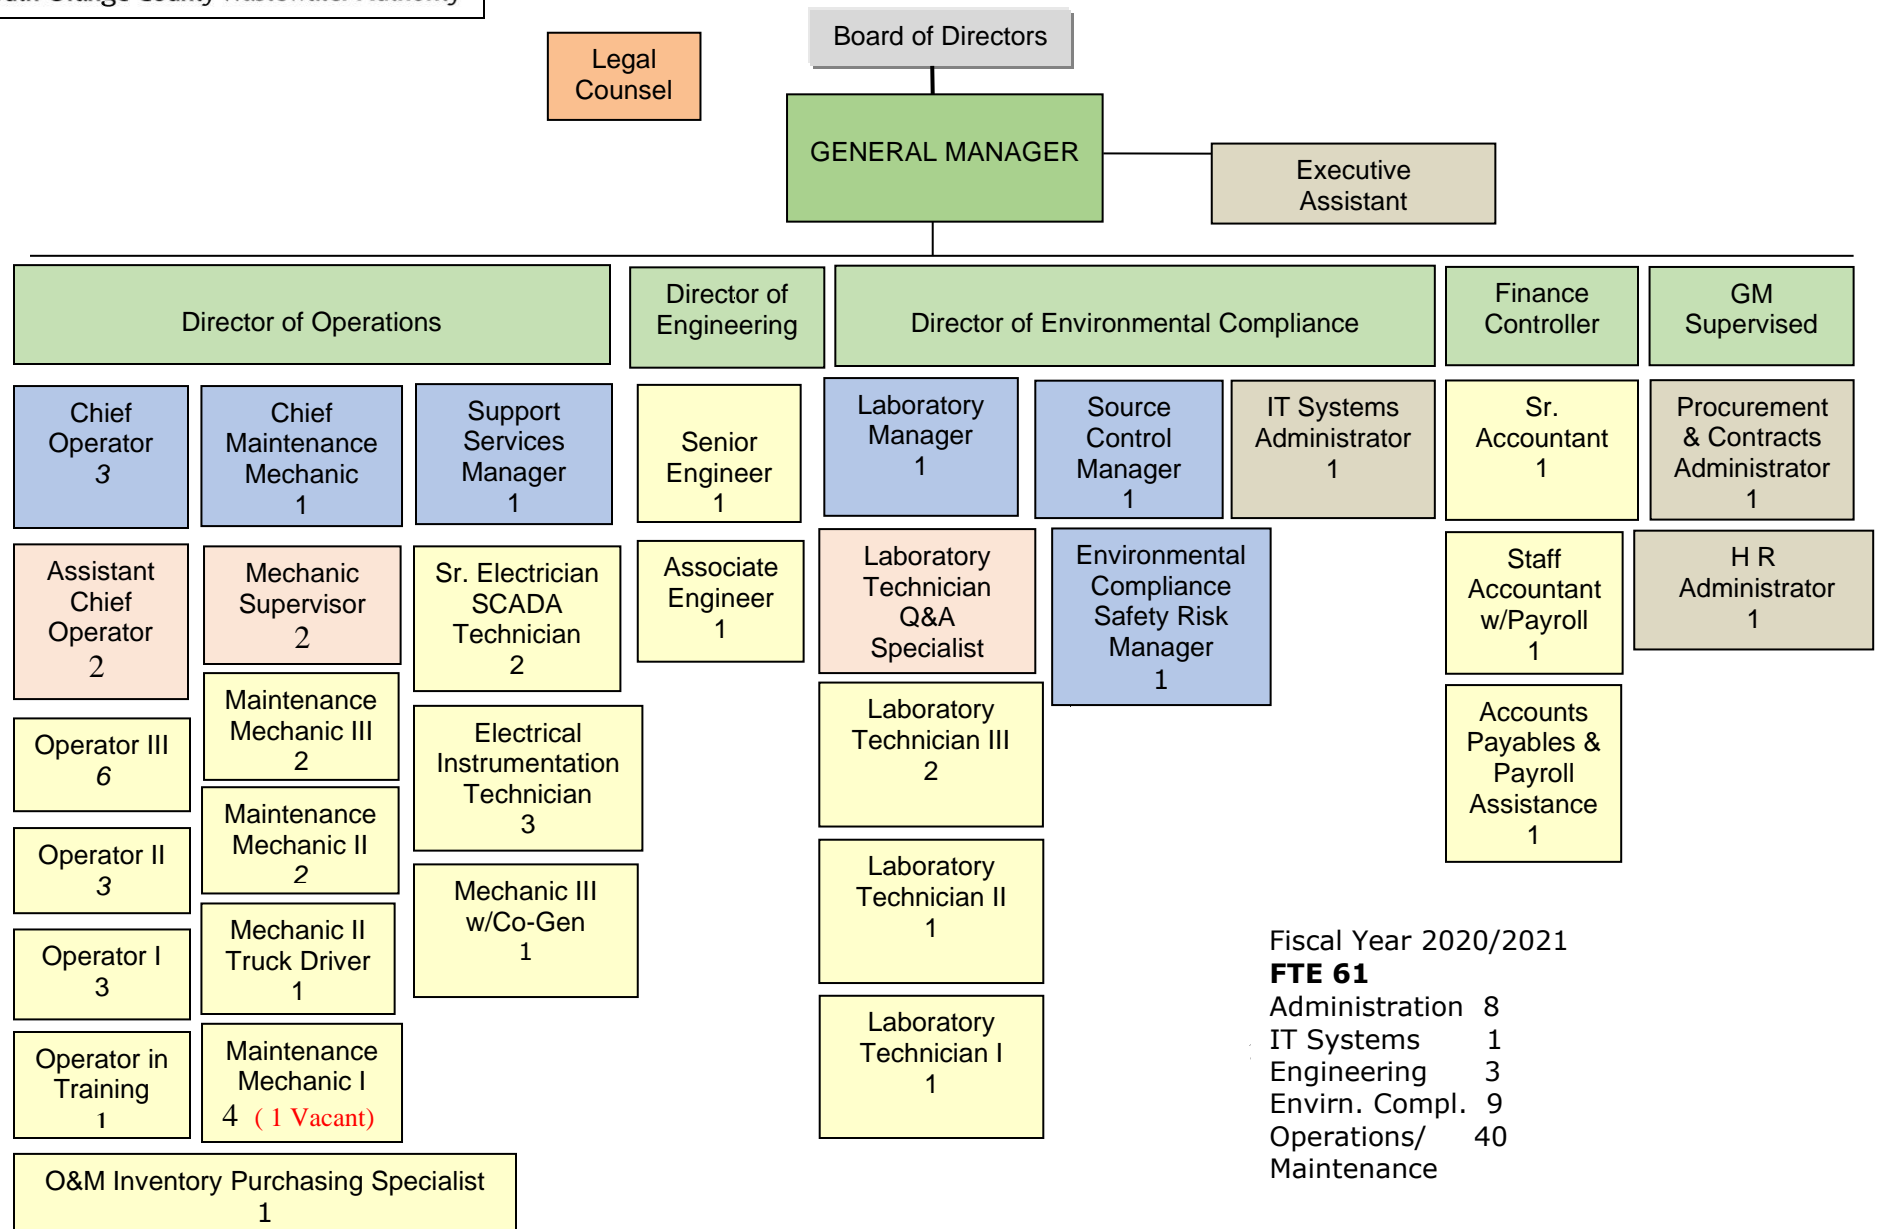 Orange County Wastewater Authority
Board of Directors
Legal
Counsel
GENERAL MANAGER
Executive
Assistant
Director of Operations
Director of
Engineering
Director of Environmental Compliance
Finance
Controller
GM
Supervised
Chief
Operator
3
Chief
Maintenance
Mechanic
1
Support
Services
Manager
1
Senior
Engineer
1
Laboratory
Manager
1
Source
Control
Manager
1
IT Systems
Administrator
1
Sr.
Accountant
1
Procurement
& Contracts
Administrator
1
Assistant
Chief
Operator
2
Mechanic
Supervisor
2
Sr. Electrician
SCADA
Technician
2
Associate
Engineer
1
Laboratory
Technician
Q&A
Specialist
Environmental
Compliance
Safety Risk
Manager
1
Staff
Accountant
w/Payroll
1
H R
Administrator
1
Operator III
6
Maintenance
Mechanic III
2
Electrical
Instrumentation
Technician
3
Laboratory
Technician III
2
Accounts
Payables &
Payroll
Assistance
1
Operator II
3
Maintenance
Mechanic II
2
Mechanic III
w/Co-Gen
1
Laboratory
Technician II
1
Operator I
3
Mechanic II
Truck Driver
1
Laboratory
Technician I
1
Operator in
Training
1
Maintenance
Mechanic I
4 ( 1 Vacant)
O&M Inventory Purchasing Specialist
1
Fiscal Year 2020/2021
FTE 61
Administration 8
IT Systems 1
Engineering 3
Envirn. Compl. 9
Operations/ 40
Maintenance